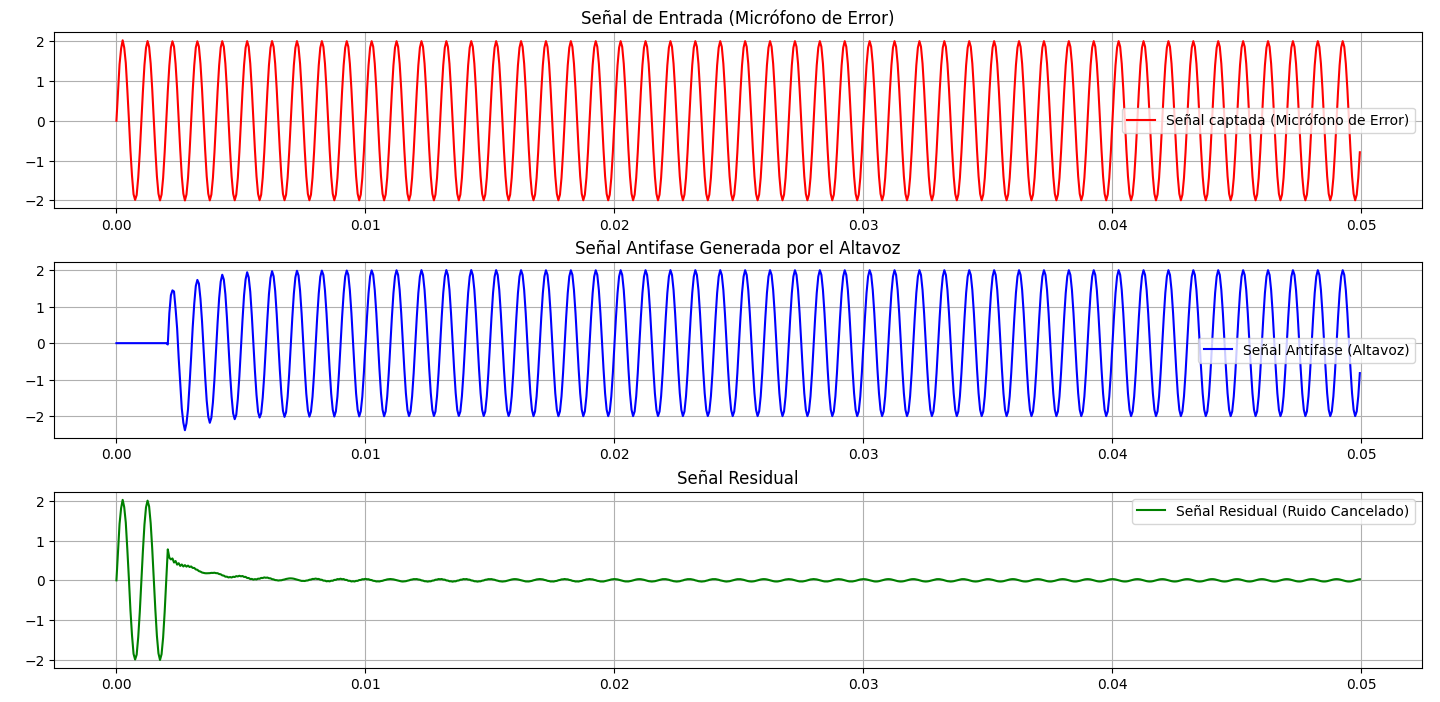 Señal de Entrada (Micrófono de Error)
2
1
0
−1
−2
Señal captada (Micrófono de Error)
0.00 0.01 0.02 0.03 0.04 0.05
Señal Antifase Generada por el Altavoz
2
1
0
−1
−2
Señal Antifase (Altavoz)
0.00 0.01 0.02 0.03 0.04 0.05
Señal Residual
2
1
0
−1
−2
Señal Residual (Ruido Cancelado)
0.00 0.01 0.02 0.03 0.04 0.05